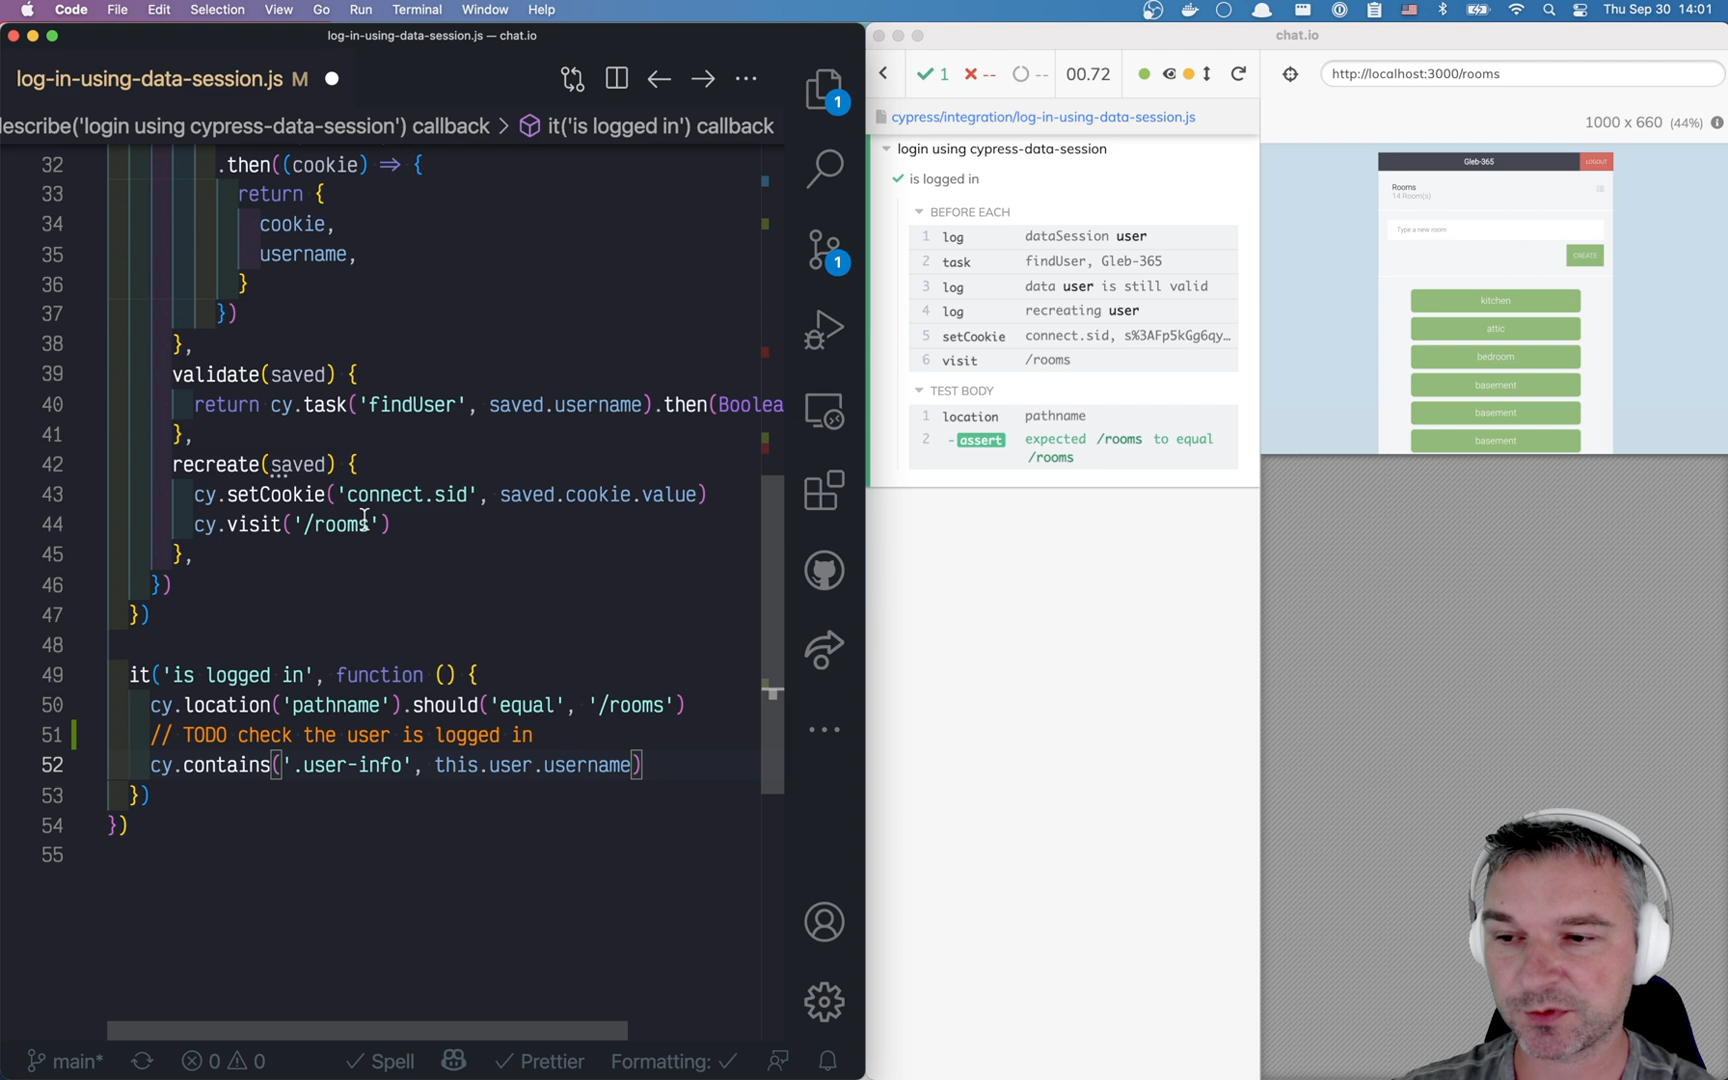 Code File Edit Selection View Go Run Terminal Window Help
Thu Sep 30 14:01
log-in-using-data-session.js — chat.io
log-in-using-data-session.js M
lescribe('login using cypress-data-session') callback > it('is logged in') callback
32 .then((cookie) => {
33 return {
34 cookie,
35 username,
36 }
37 })
38 },
39 validate(saved) {
40 return cy.task('findUser', saved.username).then(Boolea
41 },
42 recreate(saved) {
43 cy.setCookie('connect.sid', saved.cookie.value)
44 cy.visit('/rooms')
45 },
46 })
47 })
48
49 it('is logged in', function () {
50 cy.location('pathname').should('equal', '/rooms')
51 // TODO check the user is logged in
52 cy.contains('.user-info', this.user.username)
53 })
54 })
55
1
1
main* 0 0 Spell Prettier Formatting:
chat.io
1 -- -- 00.72
http://localhost:3000/rooms
1000 x 660 (44%)
cypress/integration/log-in-using-data-session.js
login using cypress-data-session
is logged in
BEFORE EACH
1 log dataSession user
2 task findUser, Gleb-365
3 log data user is still valid
4 log recreating user
5 setCookie connect.sid, s%3AFp5kGg6qy…
6 visit /rooms
TEST BODY
1 location pathname
2 -assert expected /rooms to equal
/rooms
Gleb-365 LOGOUT
Rooms
14 Room(s)
Type a new room
CREATE
kitchen
attic
bedroom
basement
basement
basement